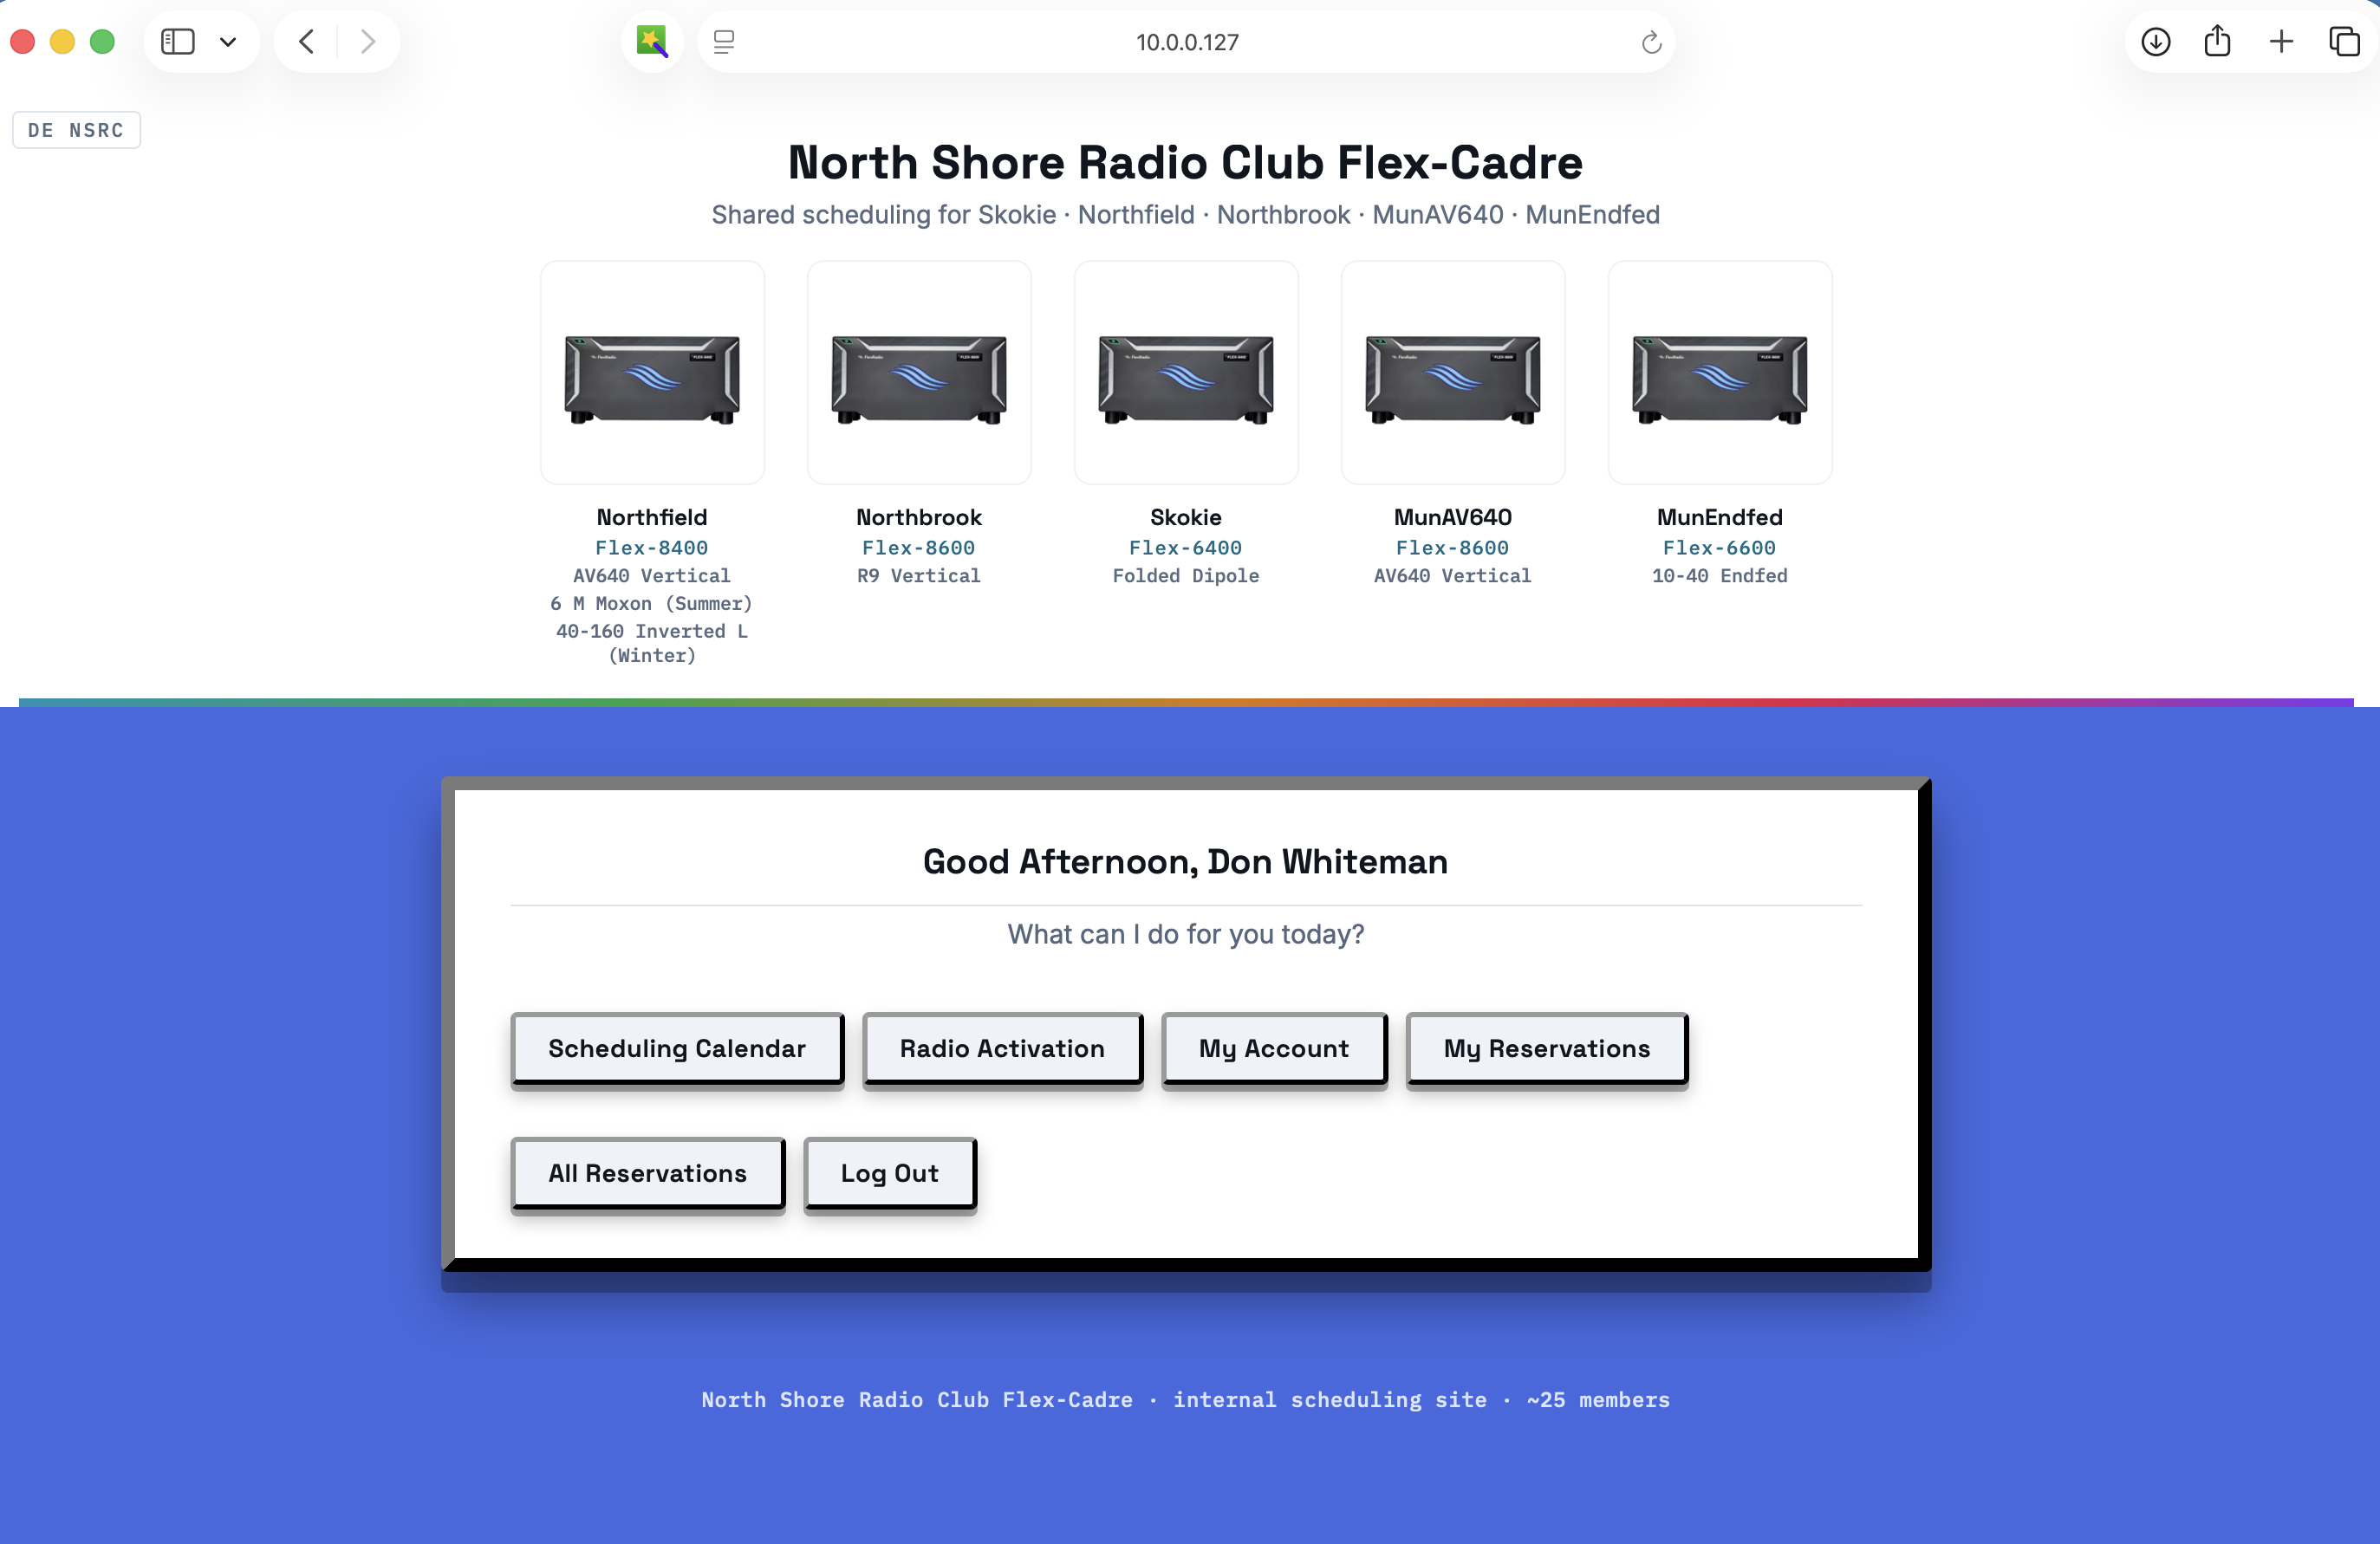 10.0.0.127
DE NSRC
North Shore Radio Club Flex-Cadre
Shared scheduling for Skokie · Northfield · Northbrook · MunAV640 · MunEndfed
Northfield
Flex-8400
AV640 Vertical
6 M Moxon (Summer)
40-160 Inverted L
(Winter)
Northbrook
Flex-8600
R9 Vertical
Skokie
Flex-6400
Folded Dipole
MunAV640
Flex-8600
AV640 Vertical
MunEndfed
Flex-6600
10-40 Endfed
Good Afternoon, Don Whiteman
What can I do for you today?
Scheduling Calendar
Radio Activation
My Account
My Reservations
All Reservations
Log Out
North Shore Radio Club Flex-Cadre · internal scheduling site · ~25 members